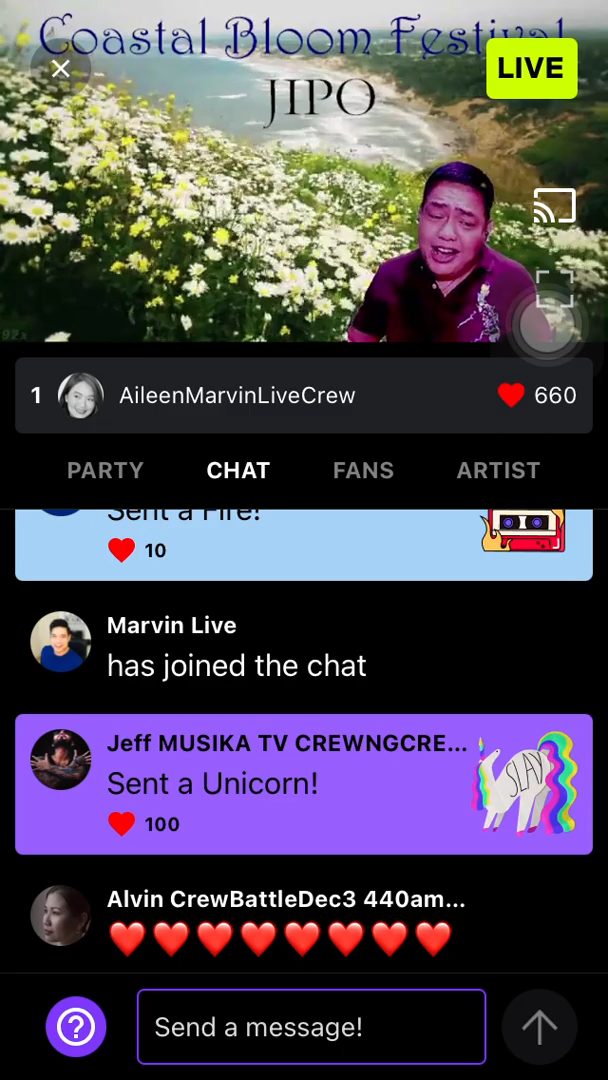 Coastal Bloom Festival
JIPO
LIVE
92x
1 AileenMarvinLiveCrew 660
PARTY CHAT FANS ARTIST
Sent a Fire!
10
Marvin Live
has joined the chat
Jeff MUSIKA TV CREWNGCRE...
Sent a Unicorn!
SLAY
100
Alvin CrewBattleDec3 440am...
Send a message!